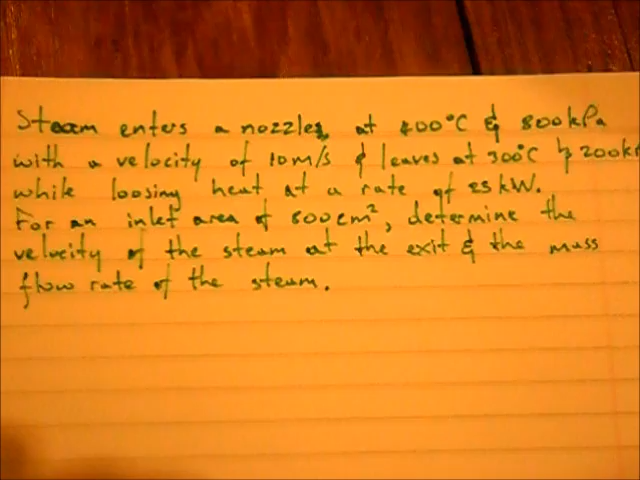 Steam enters a nozzle, at 400°C & 800kPa
with a velocity of 10m/s & leaves at 300°C & 200k
while loosing heat at a rate of 25 kW.
For an inlet area of 800cm², determine the
velocity of the steam at the exit & the mass
flow rate of the steam.